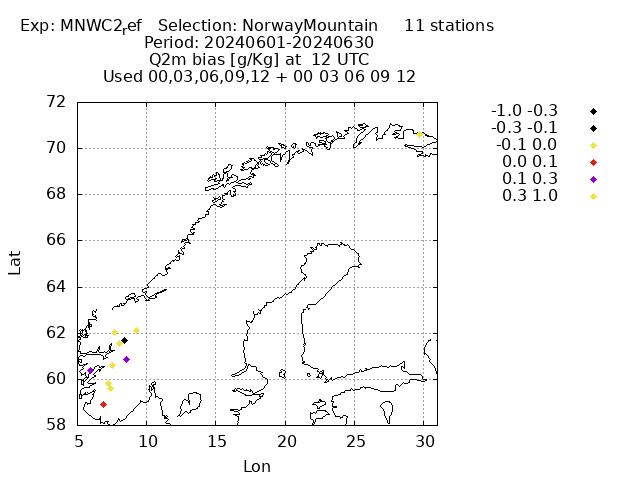 Exp: MNWC2ref Selection: NorwayMountain 11 stations
Period: 20240601-20240630
Q2m bias [g/Kg] at 12 UTC
Used 00,03,06,09,12 + 00 03 06 09 12
-1.0 -0.3
-0.3 -0.1
-0.1 0.0
0.0 0.1
0.1 0.3
0.3 1.0
72
70
68
66
64
62
60
58
Lat
5 10 15 20 25 30
Lon